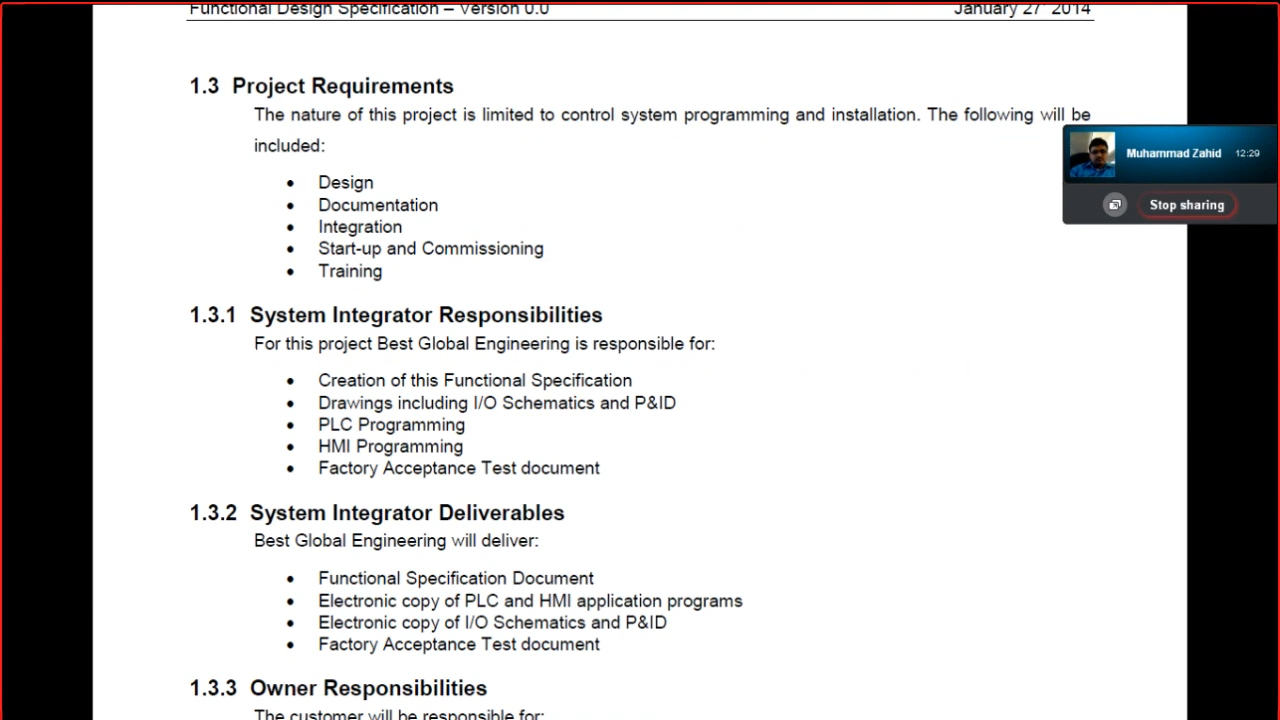 Functional Design Specification – Version 0.0 January 27' 2014
1.3 Project Requirements
The nature of this project is limited to control system programming and installation. The following will be
included:
• Design
• Documentation
• Integration
• Start-up and Commissioning
• Training
Muhammad Zahid 12:29
Stop sharing
1.3.1 System Integrator Responsibilities
For this project Best Global Engineering is responsible for:
• Creation of this Functional Specification
• Drawings including I/O Schematics and P&ID
• PLC Programming
• HMI Programming
• Factory Acceptance Test document
1.3.2 System Integrator Deliverables
Best Global Engineering will deliver:
• Functional Specification Document
• Electronic copy of PLC and HMI application programs
• Electronic copy of I/O Schematics and P&ID
• Factory Acceptance Test document
1.3.3 Owner Responsibilities
The customer will be responsible for: